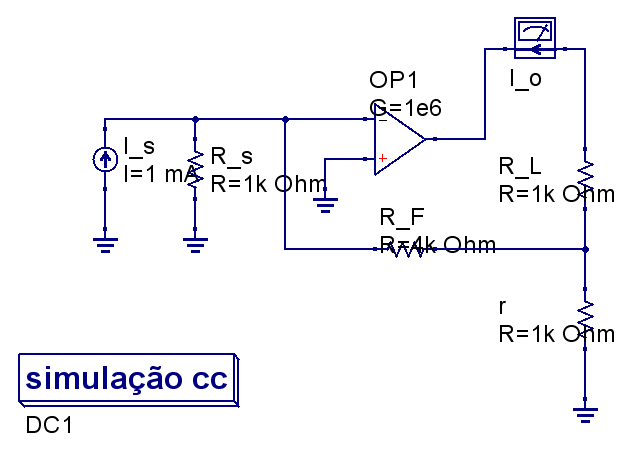 OP1
G=1e6
I_o
I_s
I=1 mA
R_s
R=1k Ohm
R_L
R=1k Ohm
R_F
R=4k Ohm
r
R=1k Ohm
simulação cc
DC1